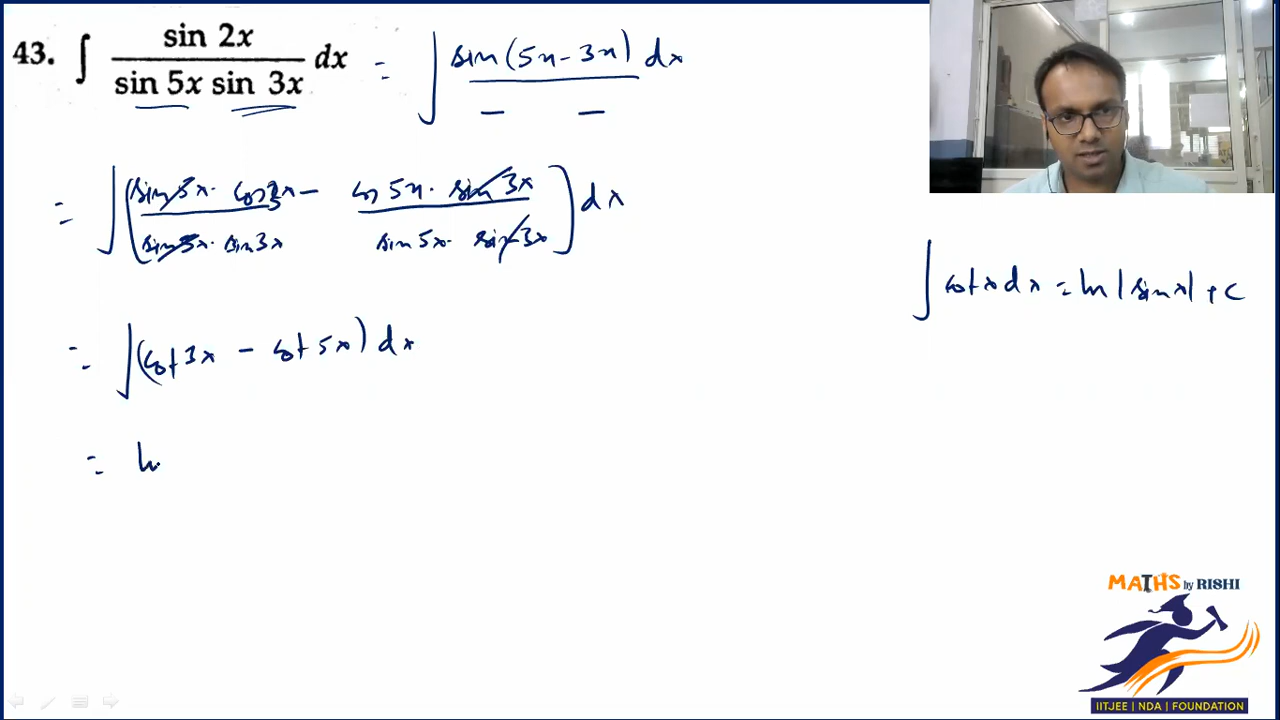 43. ∫ sin 2x / (sin 5x sin 3x) dx = ∫ sin(5x - 3x) dx / (– –)
= ∫ (sin 5x · cos 3x / (sin 5x · sin 3x) - cos 5x · sin 3x / (sin 5x · sin 3x)] dx
∫ cot x dx = ln |sin x| + c
= ∫ (cot 3x - cot 5x) dx
= ln
MATHS by RISHI
IITJEE | NDA | FOUNDATION